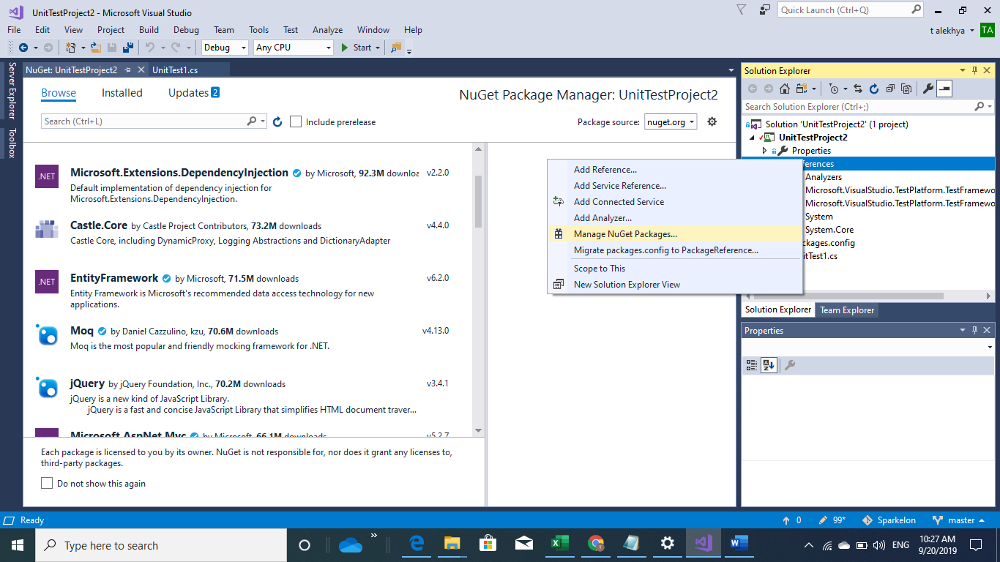 UnitTestProject2 - Microsoft Visual Studio
Quick Launch (Ctrl+Q)
File Edit View Project Build Debug Team Tools Test Analyze Window Help
t alekhya TA
Debug Any CPU Start
Server Explorer
Toolbox
NuGet: UnitTestProject2 UnitTest1.cs
Browse Installed Updates 2
NuGet Package Manager: UnitTestProject2
Search (Ctrl+L)
Include prerelease
Package source: nuget.org
.NET
Microsoft.Extensions.DependencyInjection by Microsoft, 92.3M downloa v2.2.0
Default implementation of dependency injection for
Microsoft.Extensions.DependencyInjection.
Castle.Core by Castle Project Contributors, 73.2M downloads v4.4.0
Castle Core, including DynamicProxy, Logging Abstractions and DictionaryAdapter
.NET
EntityFramework by Microsoft, 71.5M downloads v6.2.0
Entity Framework is Microsoft's recommended data access technology for new
applications.
Moq by Daniel Cazzulino, kzu, 70.6M downloads v4.13.0
Moq is the most popular and friendly mocking framework for .NET.
jQuery by jQuery Foundation, Inc., 70.2M downloads v3.4.1
jQuery is a new kind of JavaScript Library.
jQuery is a fast and concise JavaScript Library that simplifies HTML document traver...
Microsoft.AspNet.Mvc by Microsoft, 66.1M downloads v5.2.7
Each package is licensed to you by its owner. NuGet is not responsible for, nor does it grant any licenses to,
third-party packages.
Do not show this again
Add Reference...
Add Service Reference...
Add Connected Service
Add Analyzer...
Manage NuGet Packages...
Migrate packages.config to PackageReference...
Scope to This
New Solution Explorer View
Solution Explorer
Search Solution Explorer (Ctrl+;)
Solution 'UnitTestProject2' (1 project)
UnitTestProject2
Properties
erences
Analyzers
Microsoft.VisualStudio.TestPlatform.TestFramewo
Microsoft.VisualStudio.TestPlatform.TestFramewo
System
System.Core
ckages.config
itTest1.cs
Solution Explorer Team Explorer
Properties
Ready
0 99* Sparkelon master
Type here to search
ENG
10:27 AM
9/20/2019